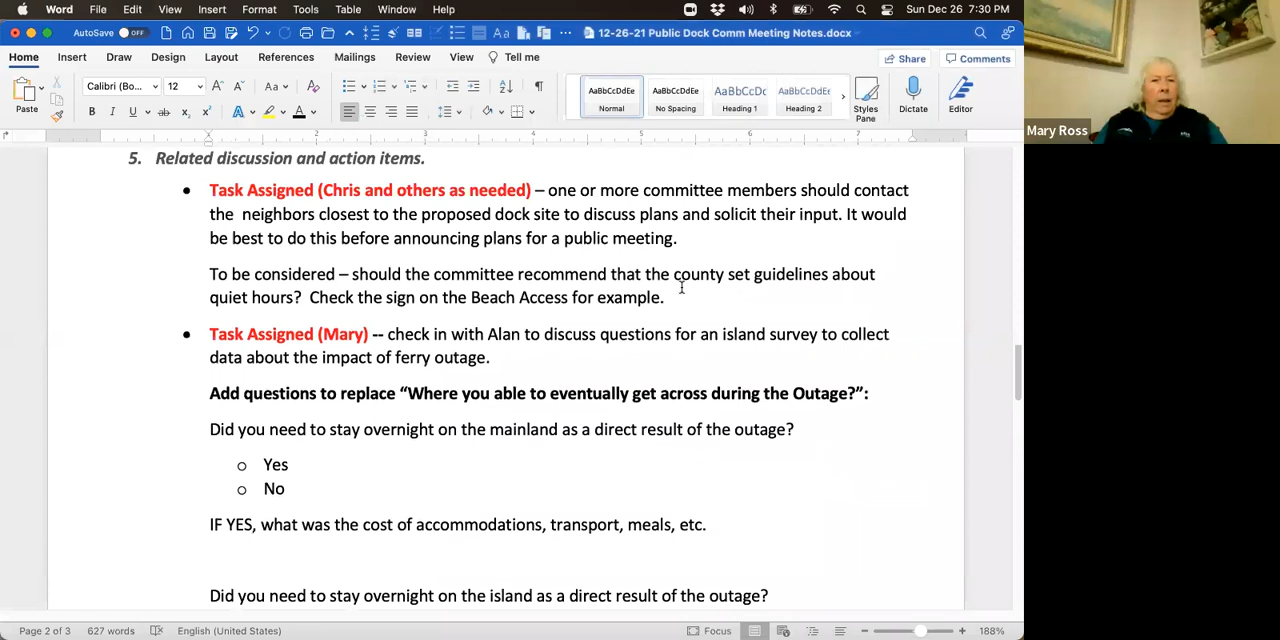 Word File Edit View Insert Format Tools Table Window Help Sun Dec 26 7:30 PM
AutoSave OFF 12-26-21 Public Dock Comm Meeting Notes.docx
Home Insert Draw Design Layout References Mailings Review View Tell me Share Comments
Paste Calibri (Bo... 12 Aa AaBbCcDdEe AaBbCcDdEe AaBbCcDc AaBbCcDdEe
Normal No Spacing Heading 1 Heading 2 Styles Pane Dictate Editor
2 3 4 5 6 7
5. Related discussion and action items.
• Task Assigned (Chris and others as needed) – one or more committee members should contact
the neighbors closest to the proposed dock site to discuss plans and solicit their input. It would
be best to do this before announcing plans for a public meeting.
To be considered – should the committee recommend that the county set guidelines about
quiet hours? Check the sign on the Beach Access for example.
• Task Assigned (Mary) -- check in with Alan to discuss questions for an island survey to collect
data about the impact of ferry outage.
Add questions to replace “Where you able to eventually get across during the Outage?”:
Did you need to stay overnight on the mainland as a direct result of the outage?
o Yes
o No
IF YES, what was the cost of accommodations, transport, meals, etc.
Did you need to stay overnight on the island as a direct result of the outage?
Page 2 of 3 627 words English (United States) Focus 188%
Mary Ross